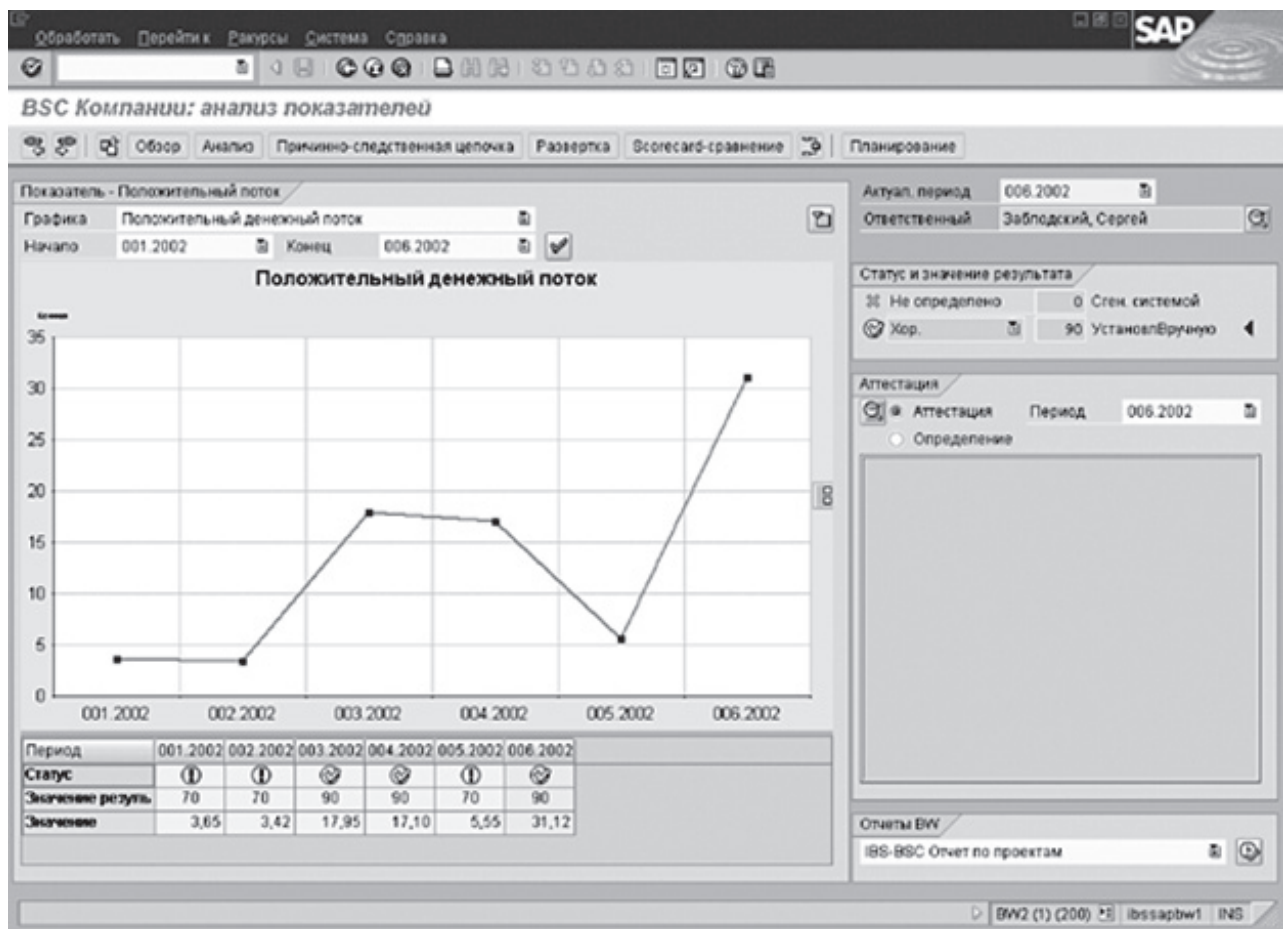 Обработать Перейти к Ракурсы Система Справка
SAP
BSC Компании: анализ показателей
Обзор Анализ Причинно-следственная цепочка Развертка Scorecard-сравнение Планирование
Показатель - Положительный поток
Графика Положительный денежный поток
Начало 001.2002 Конец 006.2002
Положительный денежный поток
35
30
25
20
15
10
5
0
001.2002 002.2002 003.2002 004.2002 005.2002 006.2002
Период 001.2002 002.2002 003.2002 004.2002 005.2002 006.2002
Статус
Значение резуль 70 70 90 90 70 90
Значение 3,65 3,42 17,95 17,10 5,55 31,12
Актуал. период 006.2002
Ответственный Заблодский, Сергей
Статус и значение результата
Не определено 0 Сген. системой
Хор. 90 УстановлВручную
Аттестация
Аттестация Период 006.2002
Определение
Отчеты BW
IBS-BSC Отчет по проектам
BW2 (1) (200) ibssapbw1 INS